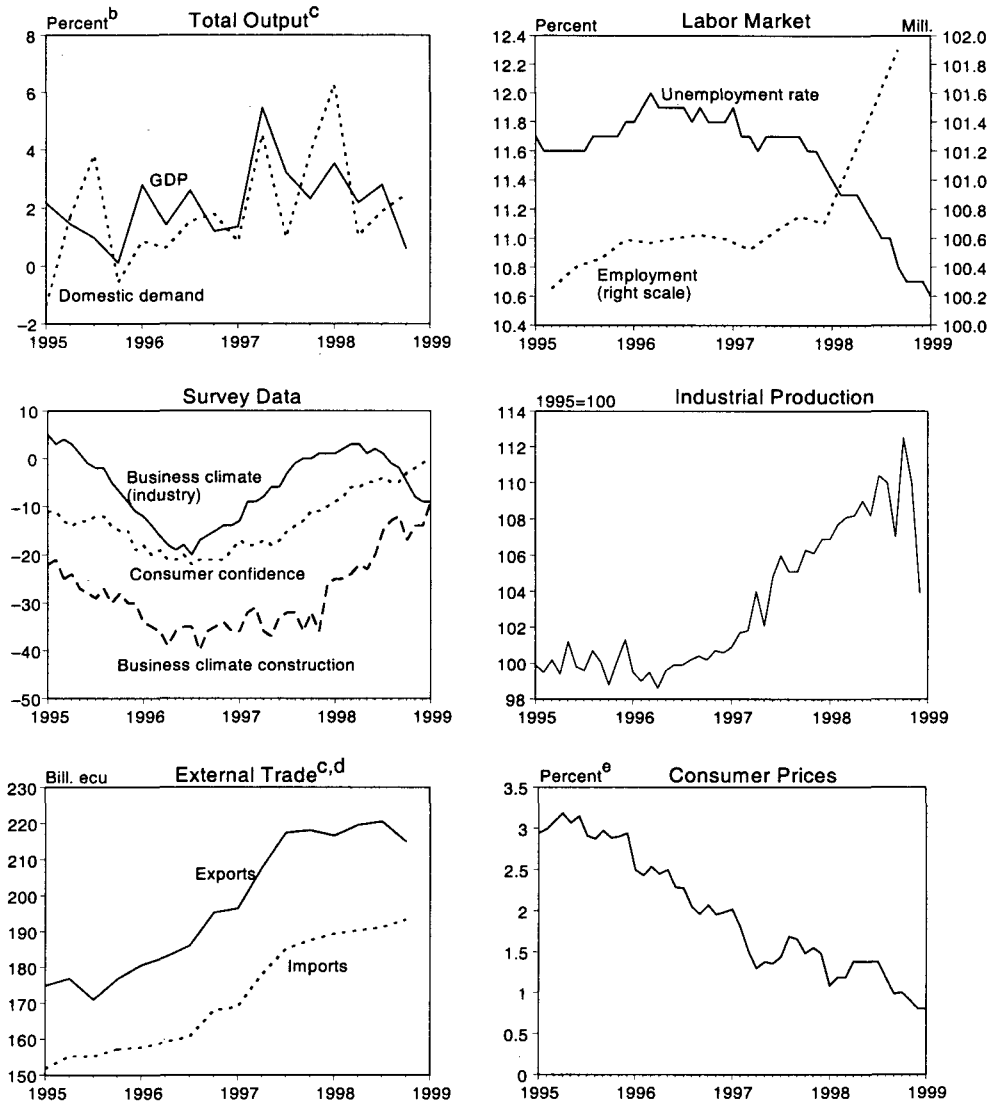 Total Output^c
Percent^b
8
6
4
2
0
−2
GDP
Domestic demand
1995 1996 1997 1998 1999
Labor Market
Percent Mill.
12.4 102.0
12.2 101.8
12.0 101.6
11.8 101.4
11.6 101.2
11.4 101.0
11.2 100.8
11.0 100.6
10.8 100.4
10.6 100.2
10.4 100.0
Unemployment rate
Employment
(right scale)
1995 1996 1997 1998 1999
Survey Data
10
0
−10
−20
−30
−40
−50
Business climate
(industry)
Consumer confidence
Business climate construction
1995 1996 1997 1998 1999
Industrial Production
1995=100
114
112
110
108
106
104
102
100
98
1995 1996 1997 1998 1999
External Trade^c,d
Bill. ecu
230
220
210
200
190
180
170
160
150
Exports
Imports
1995 1996 1997 1998 1999
Consumer Prices
Percent^e
3.5
3
2.5
2
1.5
1
0.5
0
1995 1996 1997 1998 1999